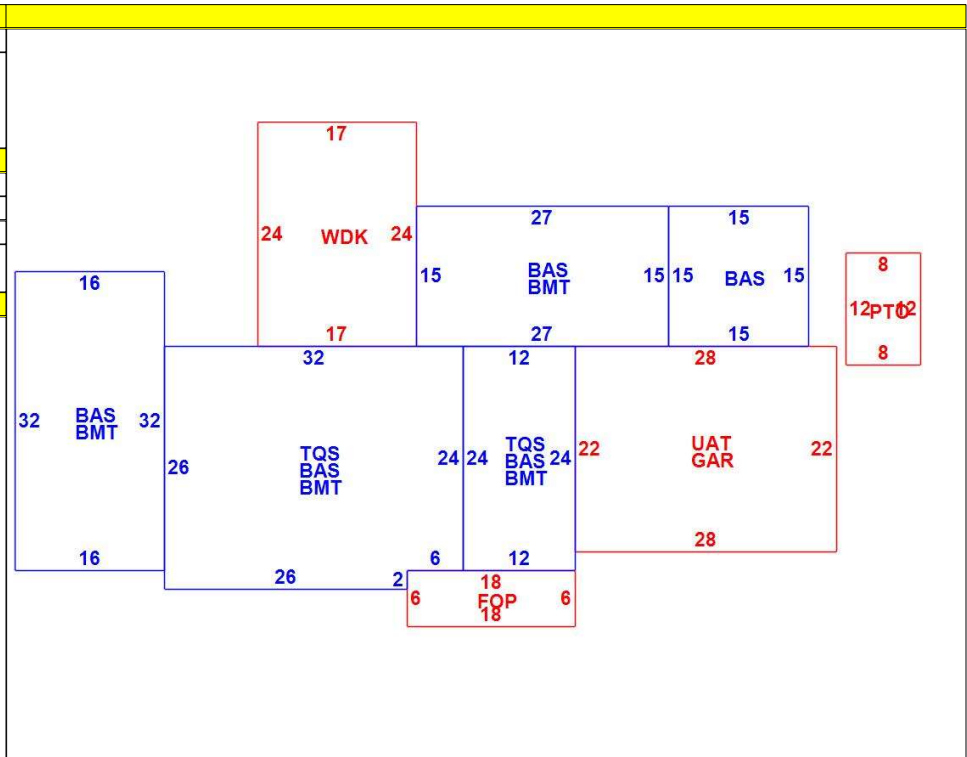 17
24 WDK 24
17
27
15 BAS 15
BMT
27
15
15 BAS 15
15
8
12 PTO 12
8
16
32 BAS 32
BMT
16
32
26
TQS
BAS
BMT
24
6
26 2
12
24 TQS 24
BAS
BMT
12
28
22 UAT 22
GAR
28
18
6 FOP 6
18